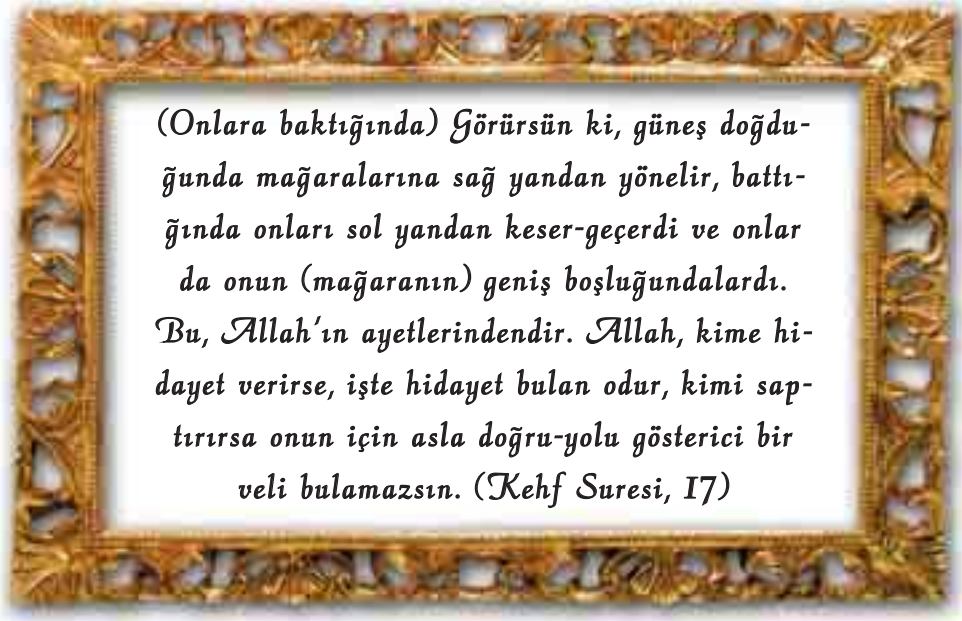 (Onlara baktığında) Görürsün ki, güneş doğdu-
ğunda mağaralarına sağ yandan yönelir, battı-
ğında onları sol yandan keser-geçerdi ve onlar
da onun (mağaranın) geniş boşluğundalardı.
Bu, Allah'ın ayetlerindendir. Allah, kime hi-
dayet verirse, işte hidayet bulan odur, kimi sap-
tırırsa onun için asla doğru-yolu gösterici bir
veli bulamazsın. (Kehf Suresi, 17)